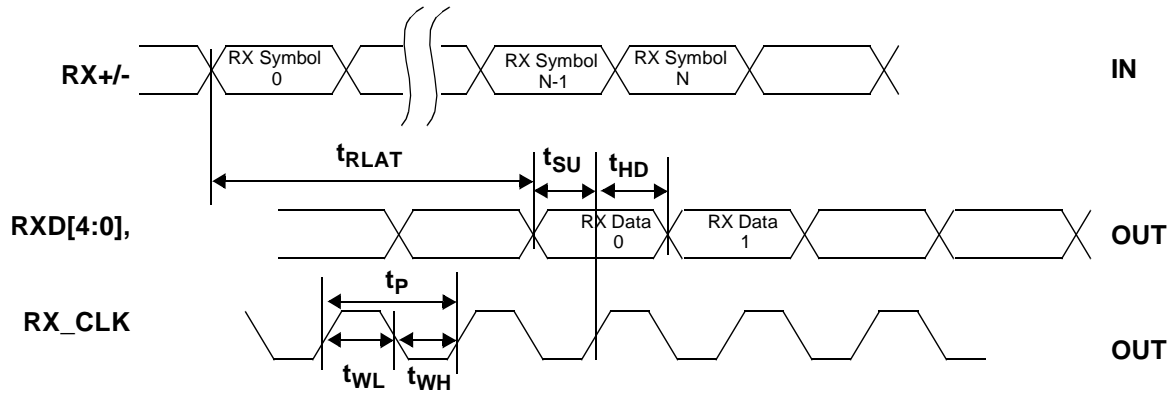 RX+/-
RX Symbol
0
RX Symbol
N-1
RX Symbol
N
IN
tRLAT
tSU
tHD
RXD[4:0],
RX Data
0
RX Data
1
OUT
tP
RX_CLK
OUT
tWL
tWH